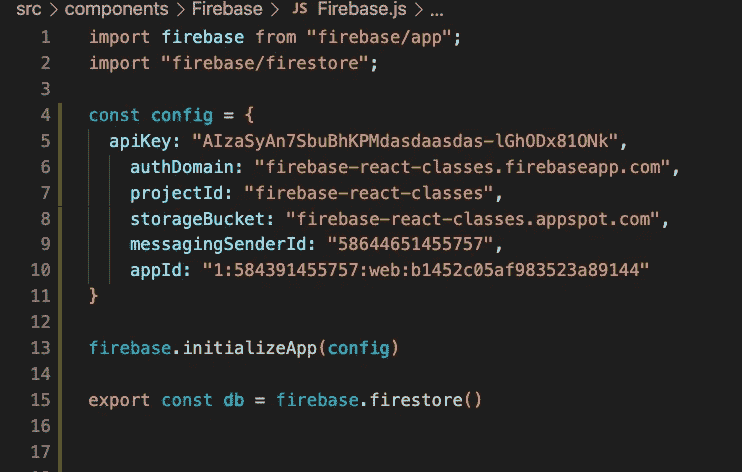 src > components > Firebase > JS Firebase.js > ...
1 import firebase from "firebase/app";
2 import "firebase/firestore";
3
4 const config = {
5 apiKey: "AIzaSyAn7SbuBhKPMdasdaasdas-lGhODx81ONk",
6 authDomain: "firebase-react-classes.firebaseapp.com",
7 projectId: "firebase-react-classes",
8 storageBucket: "firebase-react-classes.appspot.com",
9 messagingSenderId: "58644651455757",
10 appId: "1:584391455757:web:b1452c05af983523a89144"
11 }
12
13 firebase.initializeApp(config)
14
15 export const db = firebase.firestore()
16
17